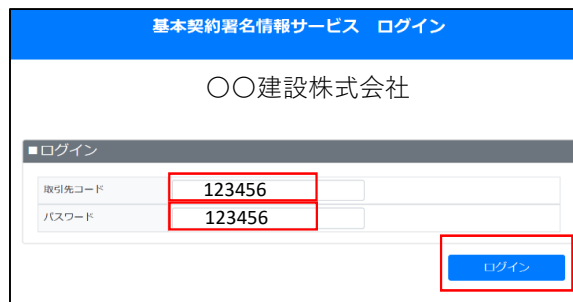 基本契約署名情報サービス　ログイン
〇〇建設株式会社
■ログイン
取引先コード 123456
パスワード 123456
ログイン